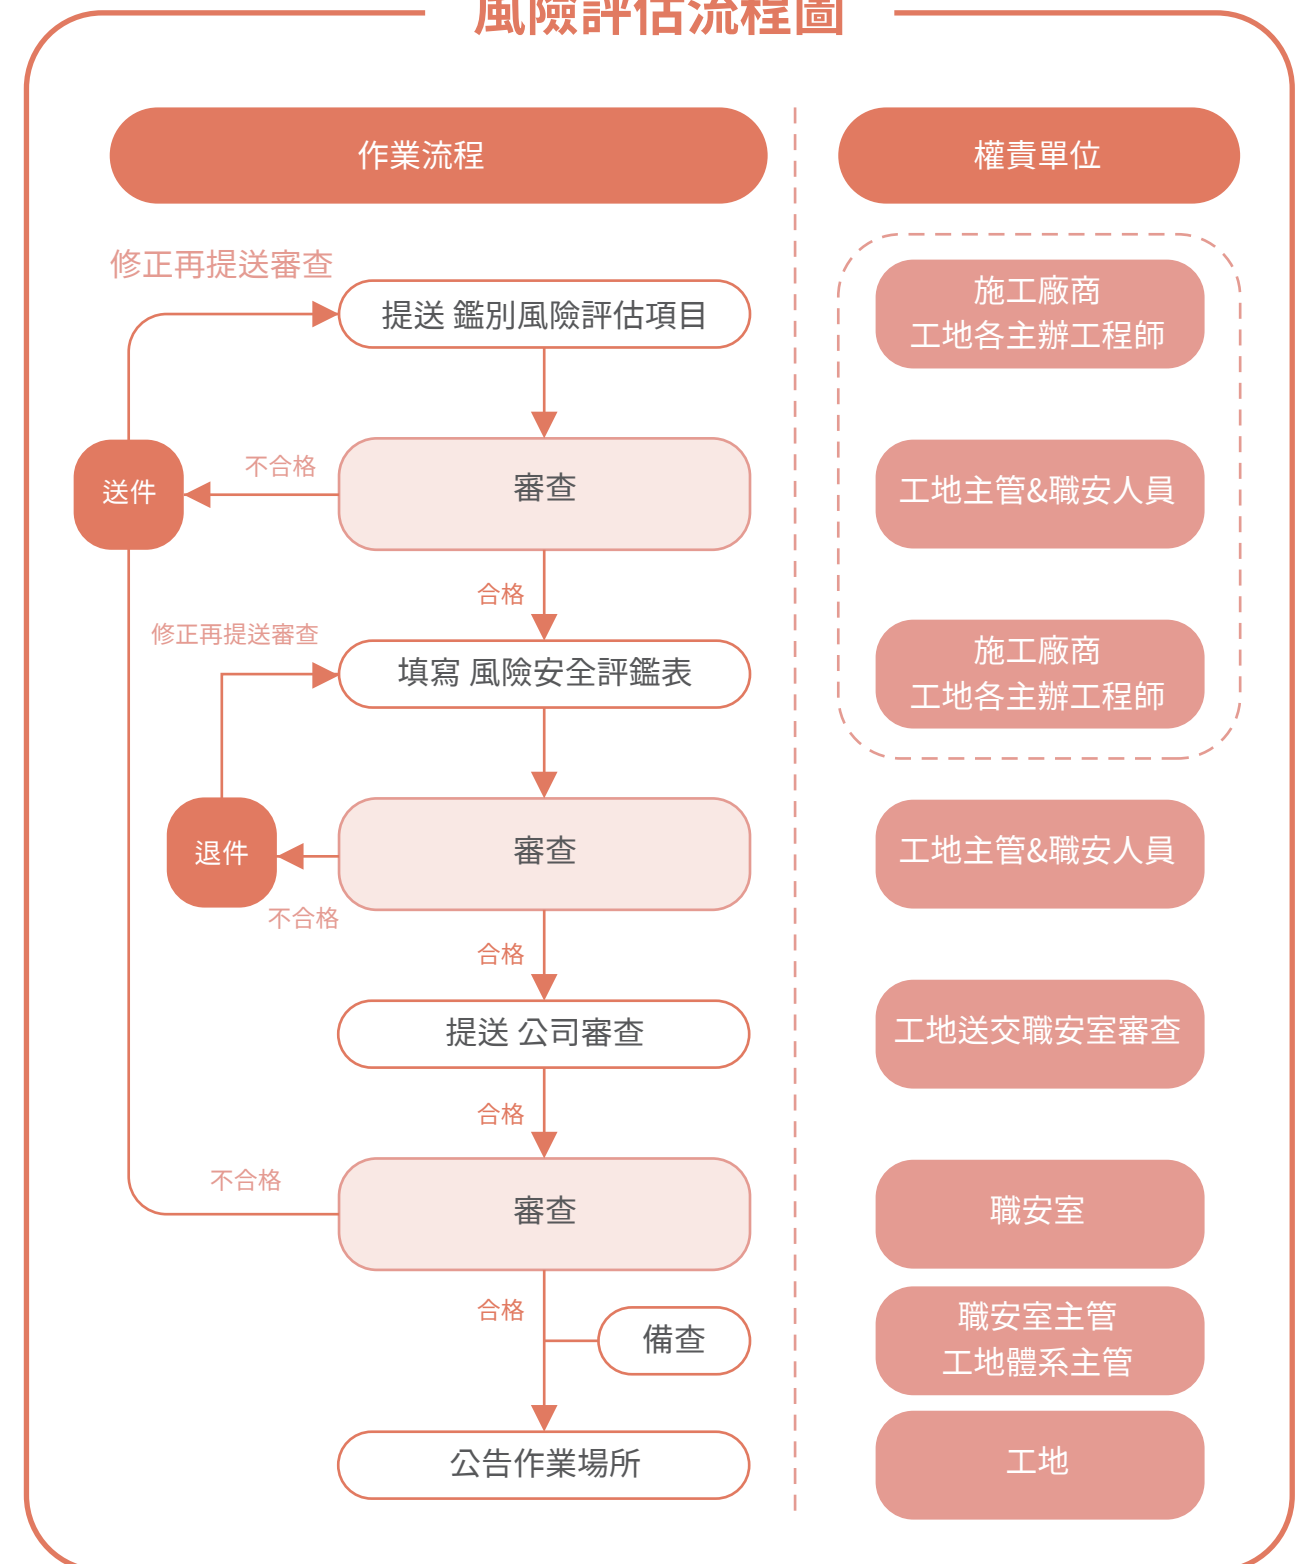 風險評估流程圖
作業流程
權責單位
修正再提送審查
提送 鑑別風險評估項目
施工廠商
工地各主辦工程師
送件
不合格
審查
工地主管&職安人員
合格
修正再提送審查
填寫 風險安全評鑑表
施工廠商
工地各主辦工程師
退件
審查
工地主管&職安人員
不合格
合格
提送 公司審查
工地送交職安室審查
合格
不合格
審查
職安室
合格
備查
職安室主管
工地體系主管
公告作業場所
工地